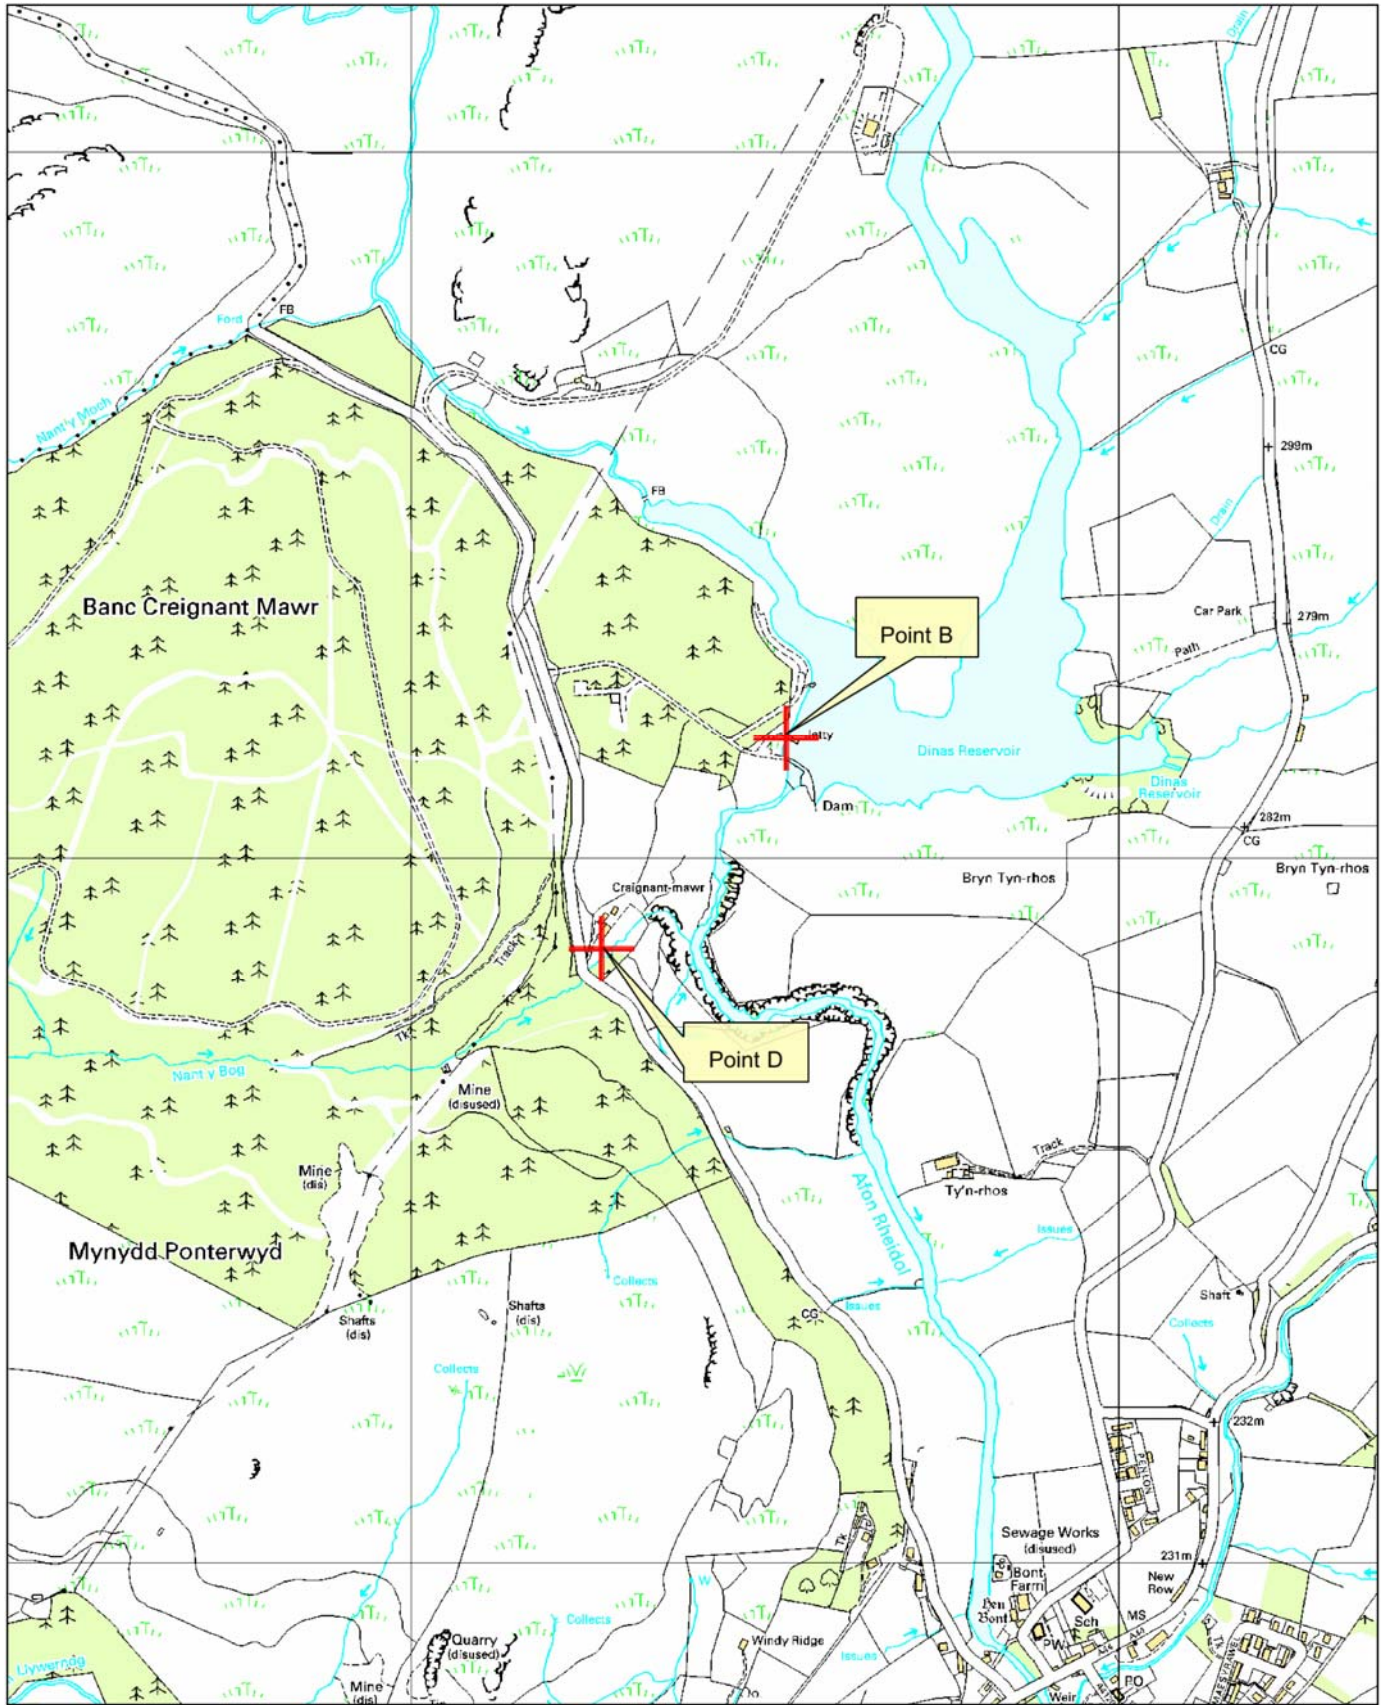 Drain
FB
Ford
CG
Nant'y Moch
299m
FB
Drain
Banc Creignant Mawr
Car Park
279m
Point B
Path
Jetty
Dinas Reservoir
Dinas
Reservoir
Dam
282m
CG
Bryn Tyn-rhos
Bryn Tyn-rhos
Craignant-mawr
Track
Tk
Point D
Nant y Bog
Mine
(disused)
Track
Mine
(dis)
Ty'n-rhos
Afon Rheidol
Issues
Mynydd Ponterwyd
Collects
Shaft
Shafts
(dis)
Issues
CG
Shafts
(dis)
Collects
Collects
232m
PENLON
Sewage Works
(disused)
Tk
231m
Bont
Farm
New
Row
W
Hen
Bont
Sch
MS
Collects
PW
Quarry
(disused)
Windy Ridge
Issues
Llywernog
Mine
(dis)
Weir
PO